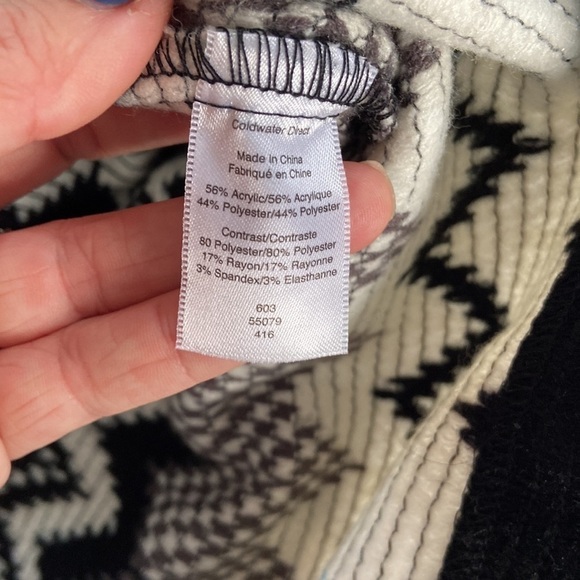 Coldwater Direct
Made in China
Fabriqué en Chine
56% Acrylic/56% Acrylique
44% Polyester/44% Polyester
Contrast/Contraste
80 Polyester/80% Polyester
17% Rayon/17% Rayonne
3% Spandex/3% Elasthanne
603
55079
416